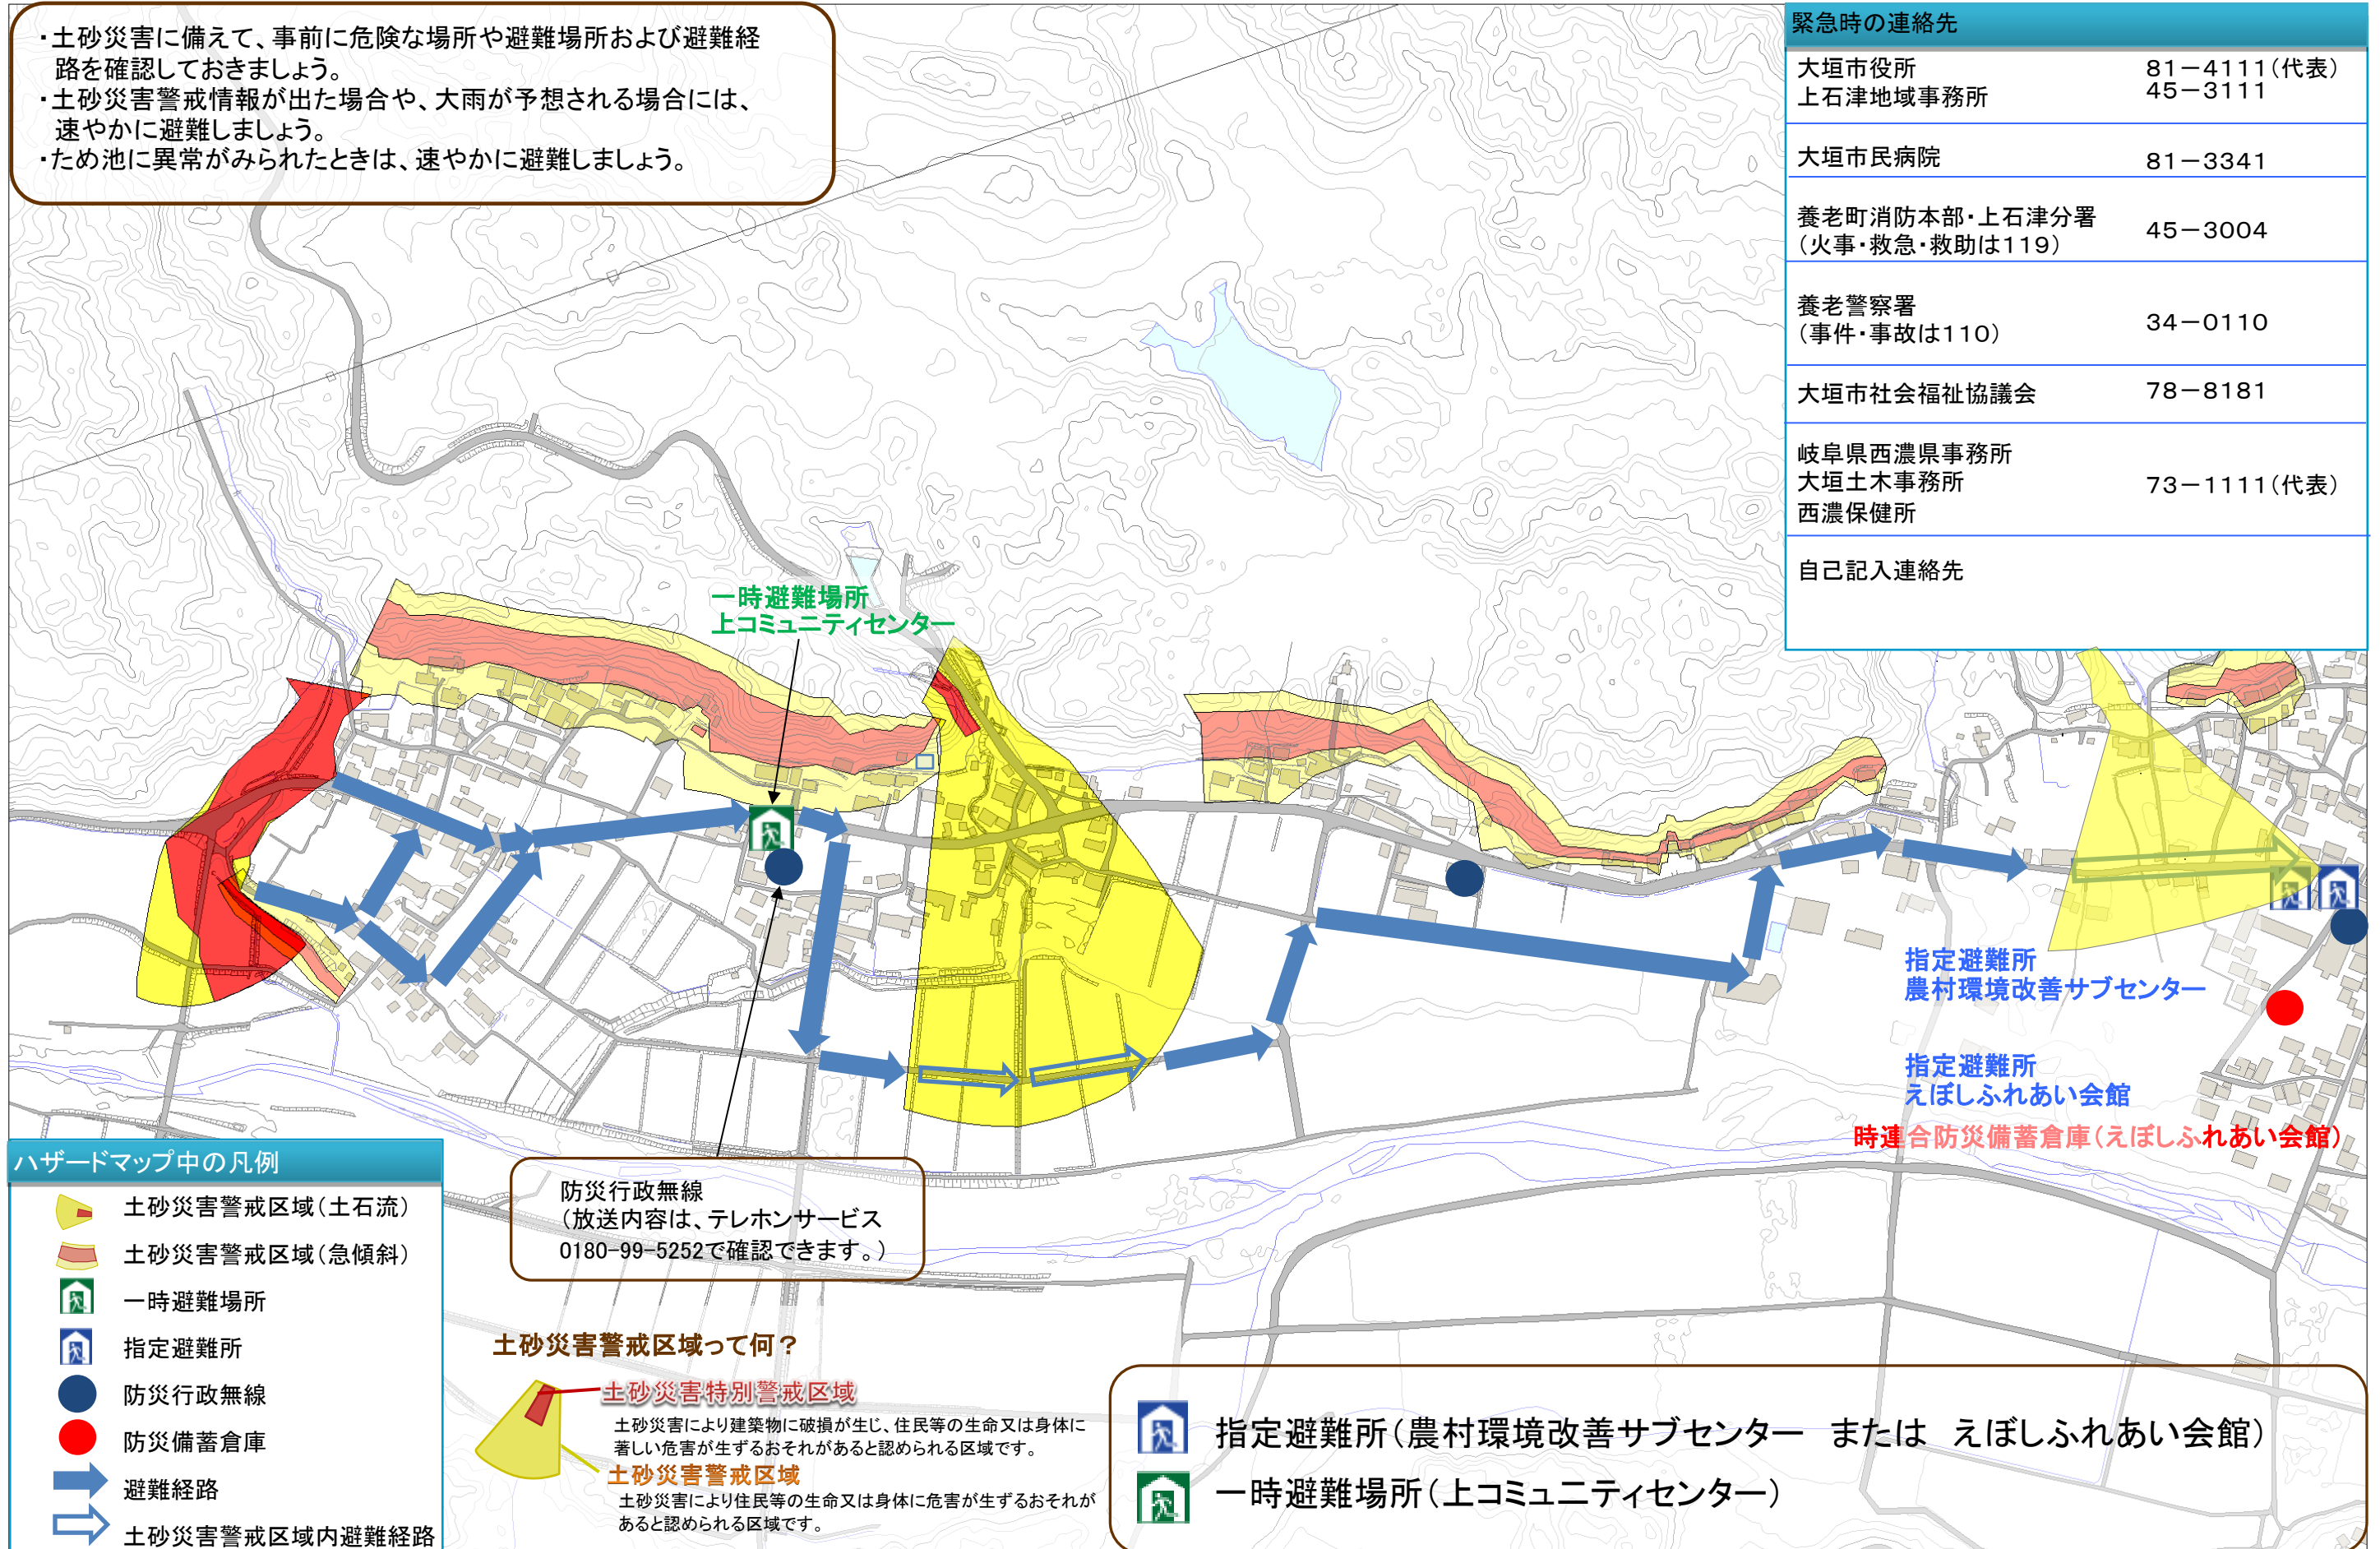 ・土砂災害に備えて、事前に危険な場所や避難場所および避難経
路を確認しておきましょう。
・土砂災害警戒情報が出た場合や、大雨が予想される場合には、
速やかに避難しましょう。
・ため池に異常がみられたときは、速やかに避難しましょう。
緊急時の連絡先
大垣市役所 81－4111(代表)
上石津地域事務所 45－3111
大垣市民病院 81－3341
養老町消防本部・上石津分署
(火事・救急・救助は119) 45－3004
養老警察署
(事件・事故は110) 34－0110
大垣市社会福祉協議会 78－8181
岐阜県西濃県事務所
大垣土木事務所 73－1111(代表)
西濃保健所
自己記入連絡先
一時避難場所
上コミュニティセンター
指定避難所
農村環境改善サブセンター
指定避難所
えぼしふれあい会館
時連合防災備蓄倉庫(えぼしふれあい会館)
ハザードマップ中の凡例
土砂災害警戒区域(土石流)
土砂災害警戒区域(急傾斜)
一時避難場所
指定避難所
防災行政無線
防災備蓄倉庫
避難経路
土砂災害警戒区域内避難経路
防災行政無線
(放送内容は、テレホンサービス
0180-99-5252で確認できます。)
土砂災害警戒区域って何？
土砂災害特別警戒区域
土砂災害により建築物に破損が生じ、住民等の生命又は身体に
著しい危害が生ずるおそれがあると認められる区域です。
土砂災害警戒区域
土砂災害により住民等の生命又は身体に危害が生ずるおそれが
あると認められる区域です。
指定避難所(農村環境改善サブセンター または えぼしふれあい会館)
一時避難場所(上コミュニティセンター)